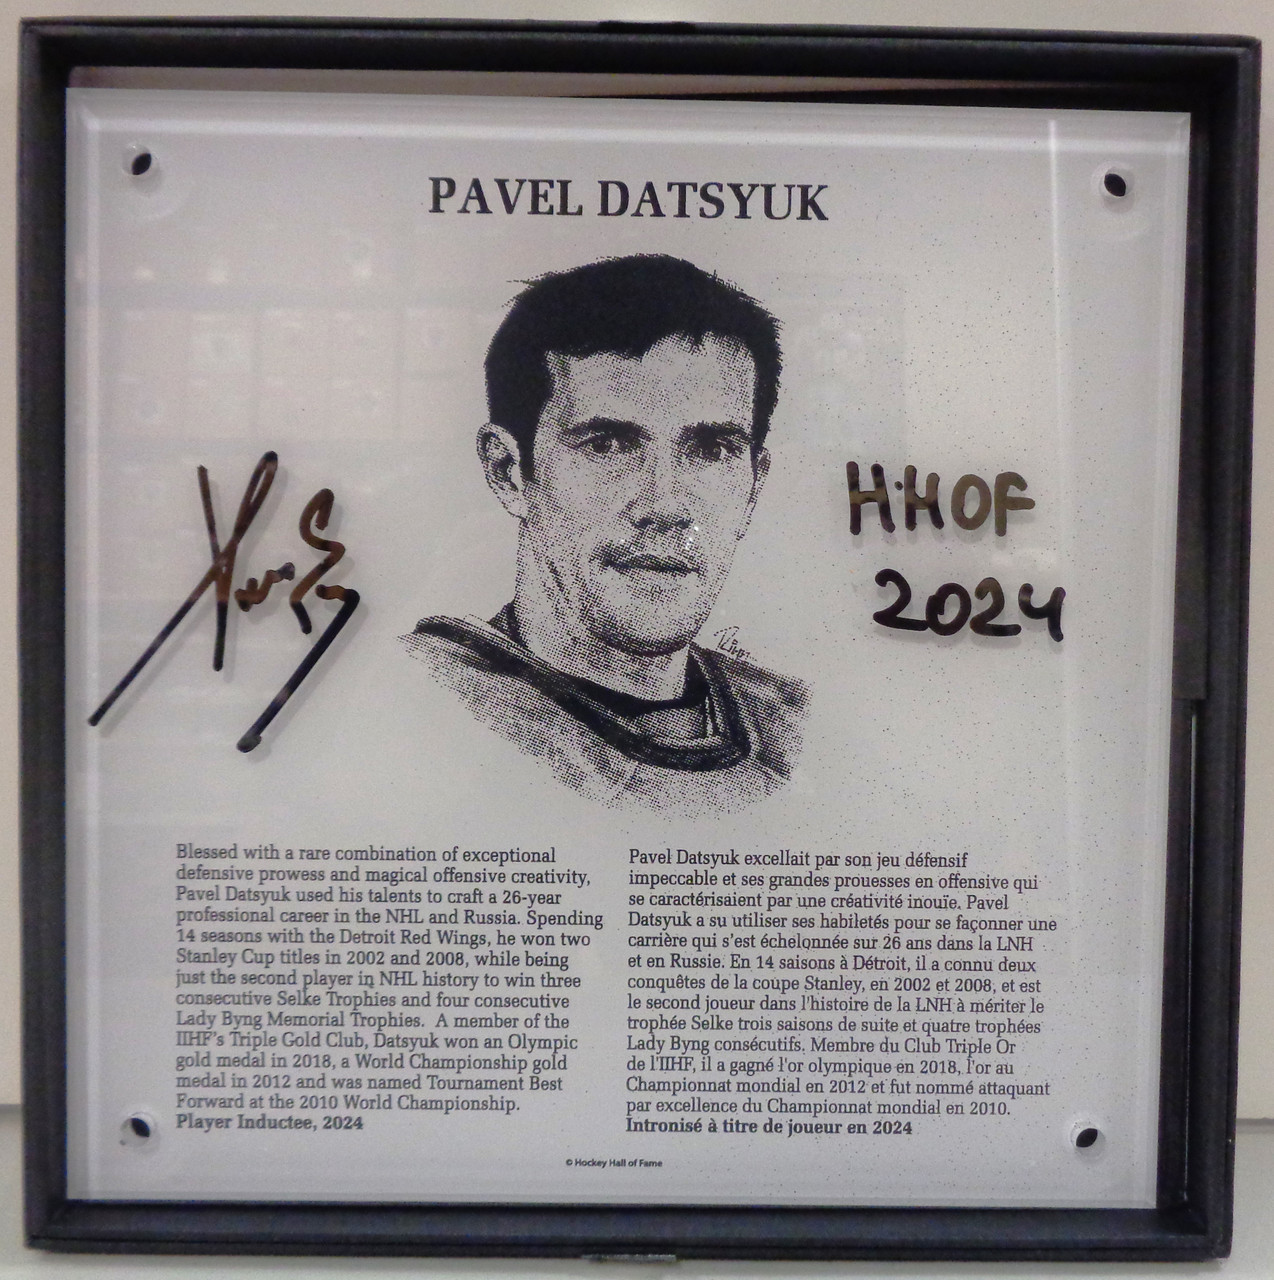 PAVEL DATSYUK
H.HOF
2024
Blessed with a rare combination of exceptional
defensive prowess and magical offensive creativity,
Pavel Datsyuk used his talents to craft a 26-year
professional career in the NHL and Russia. Spending
14 seasons with the Detroit Red Wings, he won two
Stanley Cup titles in 2002 and 2008, while being
just the second player in NHL history to win three
consecutive Selke Trophies and four consecutive
Lady Byng Memorial Trophies. A member of the
IIHF's Triple Gold Club, Datsyuk won an Olympic
gold medal in 2018, a World Championship gold
medal in 2012 and was named Tournament Best
Forward at the 2010 World Championship.
Player Inductee, 2024
Pavel Datsyuk excellait par son jeu défensif
impeccable et ses grandes prouesses en offensive qui
se caractérisaient par une créativité inouïe. Pavel
Datsyuk a su utiliser ses habiletés pour se façonner une
carrière qui s'est échelonnée sur 26 ans dans la LNH
et en Russie. En 14 saisons à Détroit, il a connu deux
conquêtes de la coupe Stanley, en 2002 et 2008, et est
le second joueur dans l'histoire de la LNH à mériter le
trophée Selke trois saisons de suite et quatre trophées
Lady Byng consécutifs. Membre du Club Triple Or
de l'IIHF, il a gagné l'or olympique en 2018, l'or au
Championnat mondial en 2012 et fut nommé attaquant
par excellence du Championnat mondial en 2010.
Intronisé à titre de joueur en 2024
© Hockey Hall of Fame